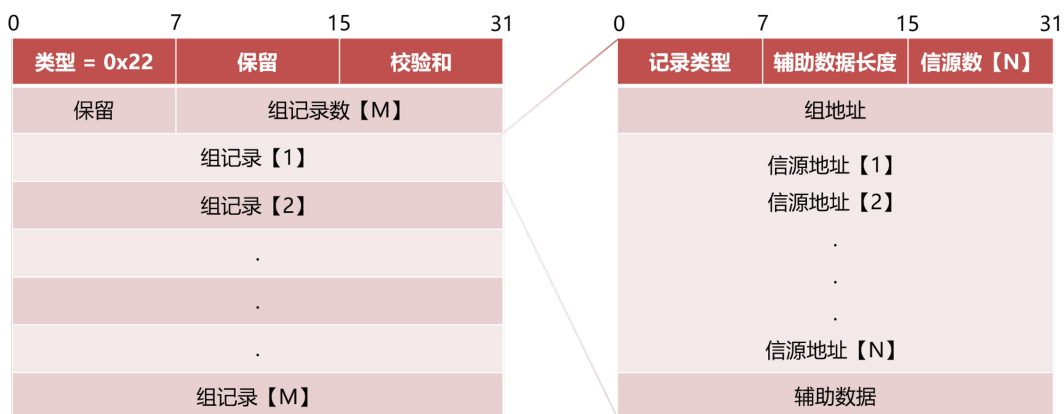 0 7 15 31
类型 = 0x22 保留 校验和
保留 组记录数【M】
组记录【1】
组记录【2】
.
.
.
组记录【M】
0 7 15 31
记录类型 辅助数据长度 信源数【N】
组地址
信源地址【1】
信源地址【2】
.
.
.
信源地址【N】
辅助数据